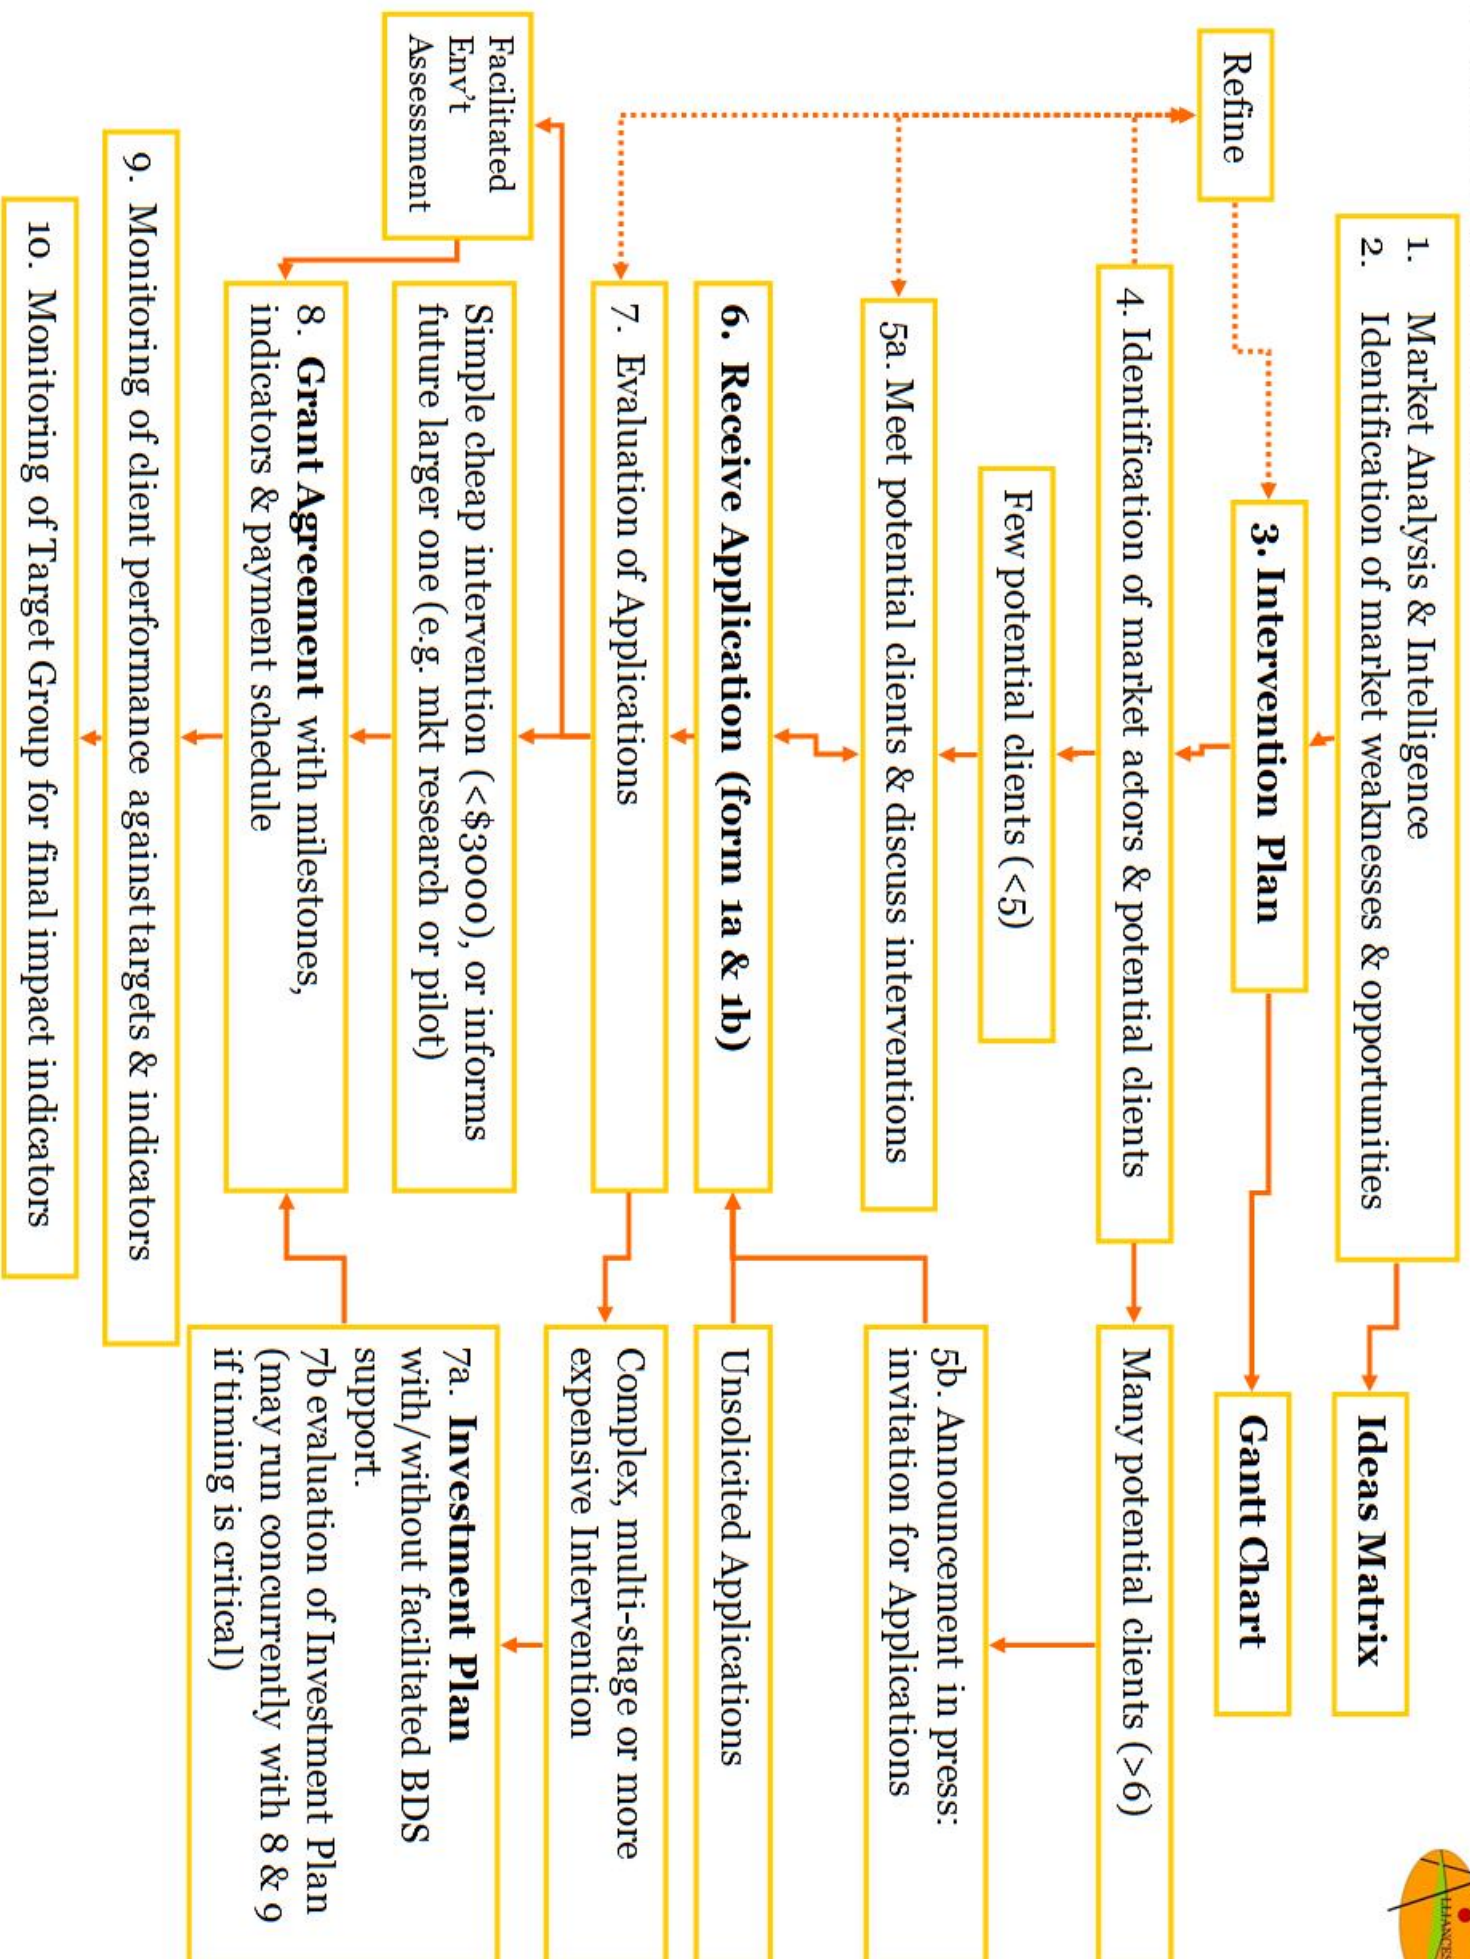 1. Market Analysis & Intelligence
2. Identification of market weaknesses & opportunities
Ideas Matrix
Refine
3. Intervention Plan
Gantt Chart
4. Identification of market actors & potential clients
Many potential clients (>6)
Few potential clients (<5)
5a. Meet potential clients & discuss interventions
5b. Announcement in press:
invitation for Applications
6. Receive Application (form 1a & 1b)
Unsolicited Applications
7. Evaluation of Applications
Complex, multi-stage or more
expensive Intervention
Facilitated
Env't
Assessment
Simple cheap intervention (<$3000), or informs
future larger one (e.g. mkt research or pilot)
7a. Investment Plan
with/without facilitated BDS
support.
7b evaluation of Investment Plan
(may run concurrently with 8 & 9
if timing is critical)
8. Grant Agreement with milestones,
indicators & payment schedule
9. Monitoring of client performance against targets & indicators
10. Monitoring of Target Group for final impact indicators